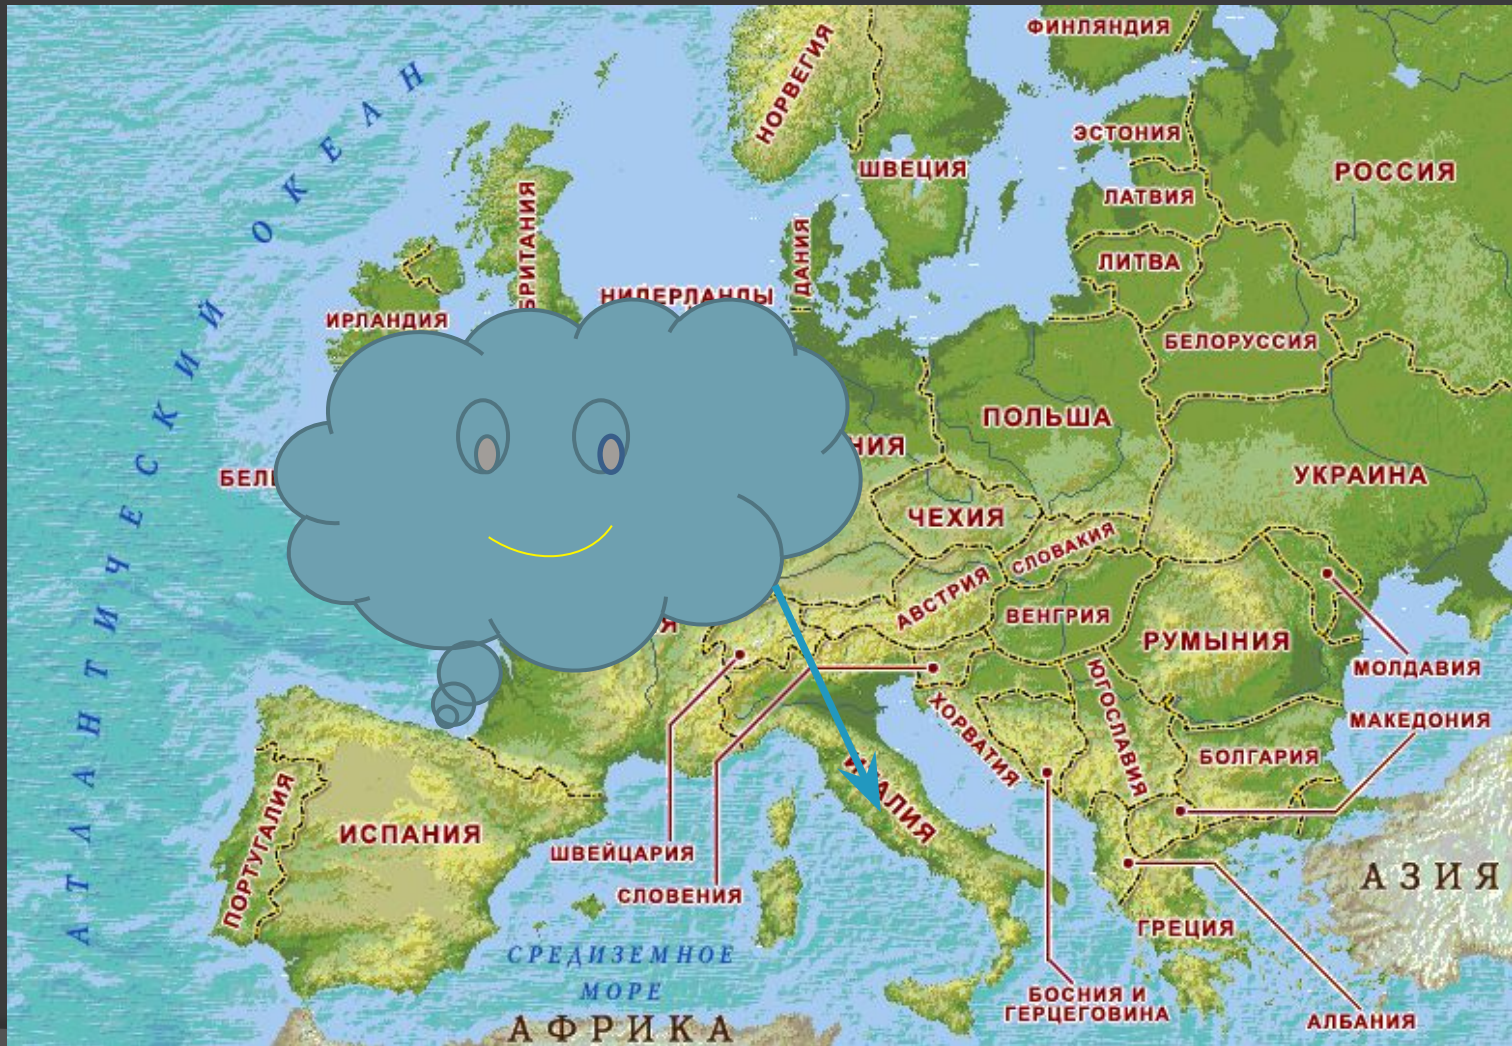 ФИНЛЯНДИЯ
НОРВЕГИЯ
ЭСТОНИЯ
ШВЕЦИЯ
РОССИЯ
ЛАТВИЯ
БРИТАНИЯ
ДАНИЯ
ЛИТВА
НИДЕРЛАНДЫ
ИРЛАНДИЯ
БЕЛОРУССИЯ
АТЛАНТИЧЕСКИЙ ОКЕАН
ПОЛЬША
УКРАИНА
ЧЕХИЯ
СЛОВАКИЯ
АВСТРИЯ
ВЕНГРИЯ
РУМЫНИЯ
МОЛДАВИЯ
ХОРВАТИЯ
ЮГОСЛАВИЯ
МАКЕДОНИЯ
БОЛГАРИЯ
ИТАЛИЯ
ПОРТУГАЛИЯ
ИСПАНИЯ
ШВЕЙЦАРИЯ
СЛОВЕНИЯ
АЗИЯ
ГРЕЦИЯ
СРЕДИЗЕМНОЕ
МОРЕ
БОСНИЯ И
ГЕРЦЕГОВИНА
АЛБАНИЯ
АФРИКА